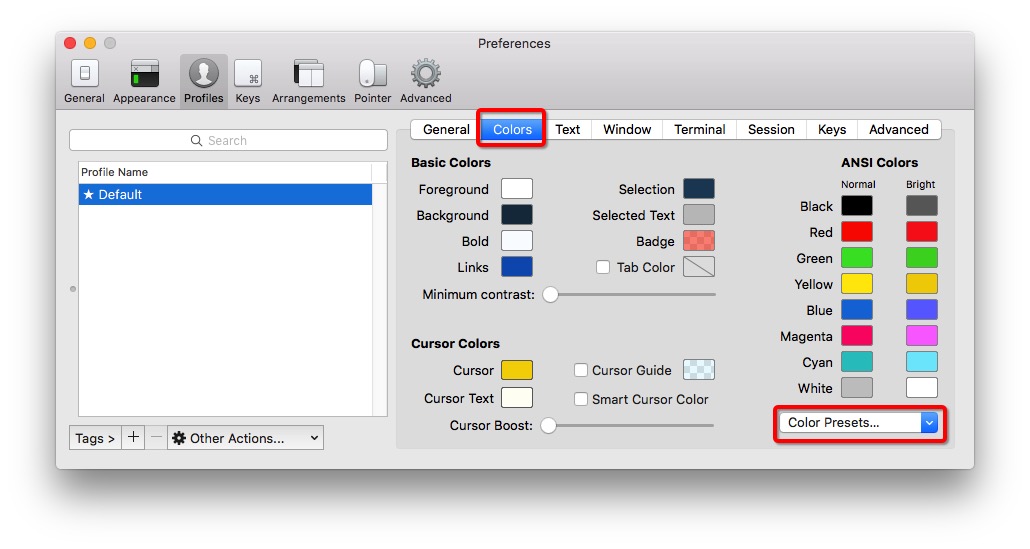 Preferences
General Appearance Profiles Keys Arrangements Pointer Advanced
Search
Profile Name
★ Default
Tags > + − Other Actions...
General Colors Text Window Terminal Session Keys Advanced
Basic Colors
Foreground
Background
Bold
Links
Selection
Selected Text
Badge
Tab Color
Minimum contrast:
Cursor Colors
Cursor
Cursor Text
Cursor Boost:
Cursor Guide
Smart Cursor Color
ANSI Colors
Normal Bright
Black
Red
Green
Yellow
Blue
Magenta
Cyan
White
Color Presets...